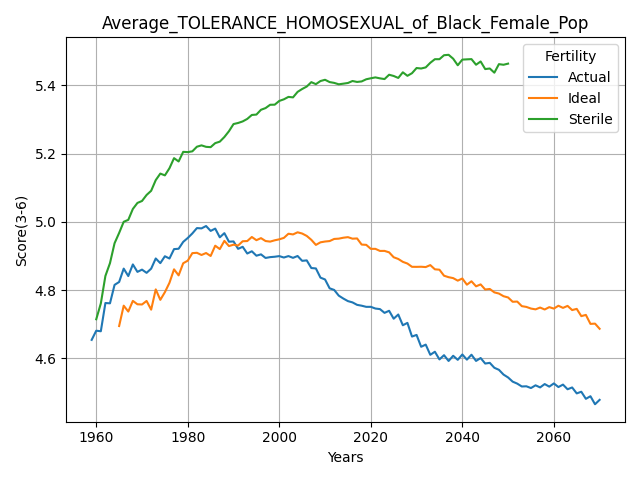 Average_TOLERANCE_HOMOSEXUAL_of_Black_Female_Pop
Fertility
Actual
Ideal
Sterile
Score(3-6)
5.4
5.2
5.0
4.8
4.6
1960 1980 2000 2020 2040 2060
Years